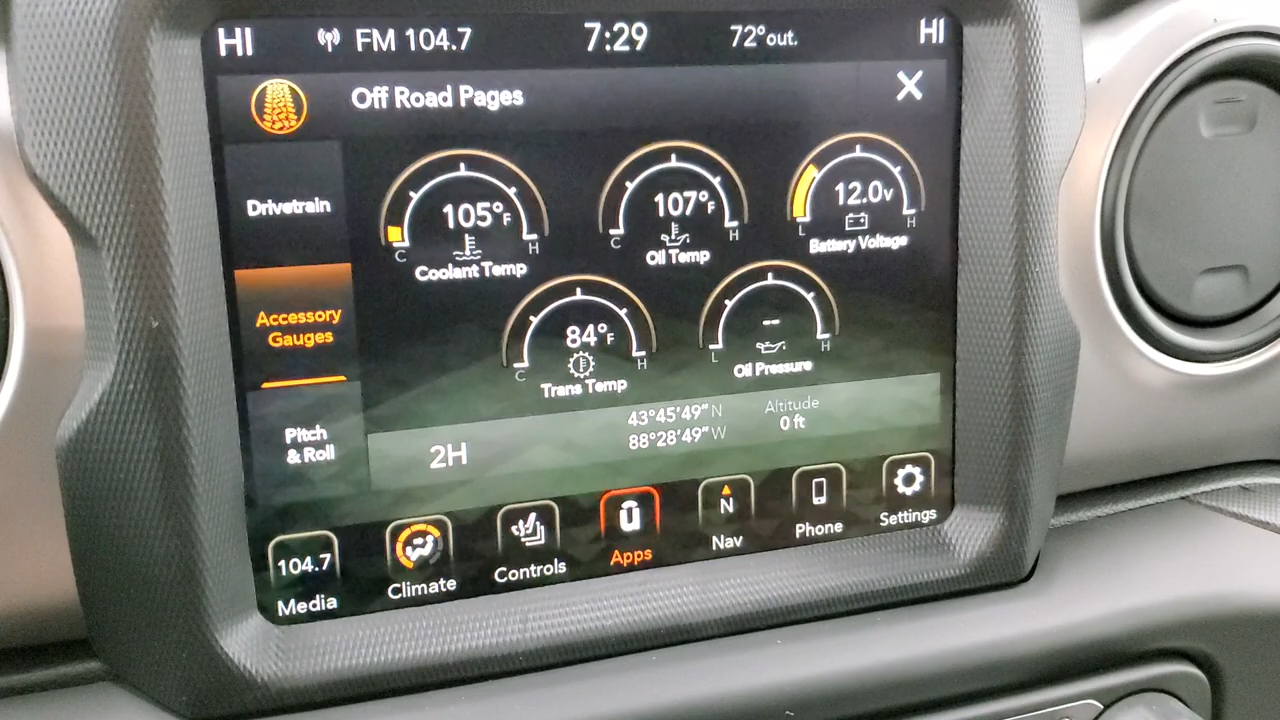 HI FM 104.7 7:29 72° out. HI
Off Road Pages X
Drivetrain
Accessory
Gauges
Pitch
& Roll
105°F
C H
Coolant Temp
107°F
C H
Oil Temp
12.0v
L H
Battery Voltage
84°F
C H
Trans Temp
--
L H
Oil Pressure
2H
43°45'49" N
88°28'49" W
Altitude
0 ft
104.7
Media
Climate
Controls
Apps
N
Nav
Phone
Settings